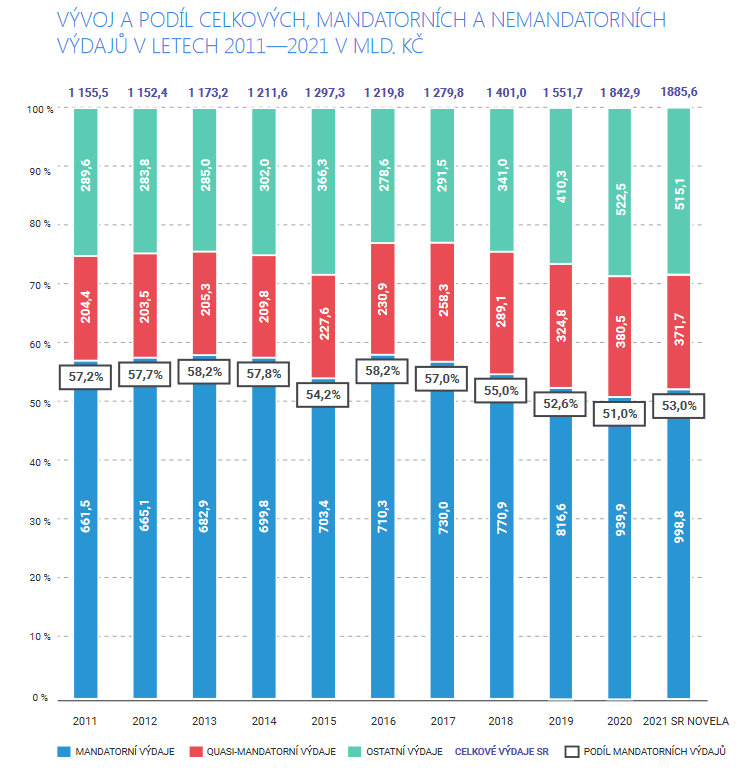 VÝVOJ A PODÍL CELKOVÝCH, MANDATORNÍCH A NEMANDATORNÍCH
VÝDAJŮ V LETECH 2011—2021 V MLD. KČ
1 155,5 1 152,4 1 173,2 1 211,6 1 297,3 1 219,8 1 279,8 1 401,0 1 551,7 1 842,9 1885,6
100 %
289,6 283,8 285,0 302,0 366,3 278,6 291,5 341,0 410,3 522,5 515,1
90 %
80 %
70 %
204,4 203,5 205,3 209,8 227,6 230,9 258,3 289,1 324,8 380,5 371,7
60 %
57,2% 57,7% 58,2% 57,8% 54,2% 58,2% 57,0% 55,0% 52,6% 51,0% 53,0%
50 %
40 %
661,5 665,1 682,9 699,8 703,4 710,3 730,0 770,9 816,6 939,9 998,8
30 %
20 %
10 %
0 %
2011 2012 2013 2014 2015 2016 2017 2018 2019 2020 2021 SR NOVELA
MANDATORNÍ VÝDAJE QUASI-MANDATORNÍ VÝDAJE OSTATNÍ VÝDAJE CELKOVÉ VÝDAJE SR PODÍL MANDATORNÍCH VÝDAJŮ